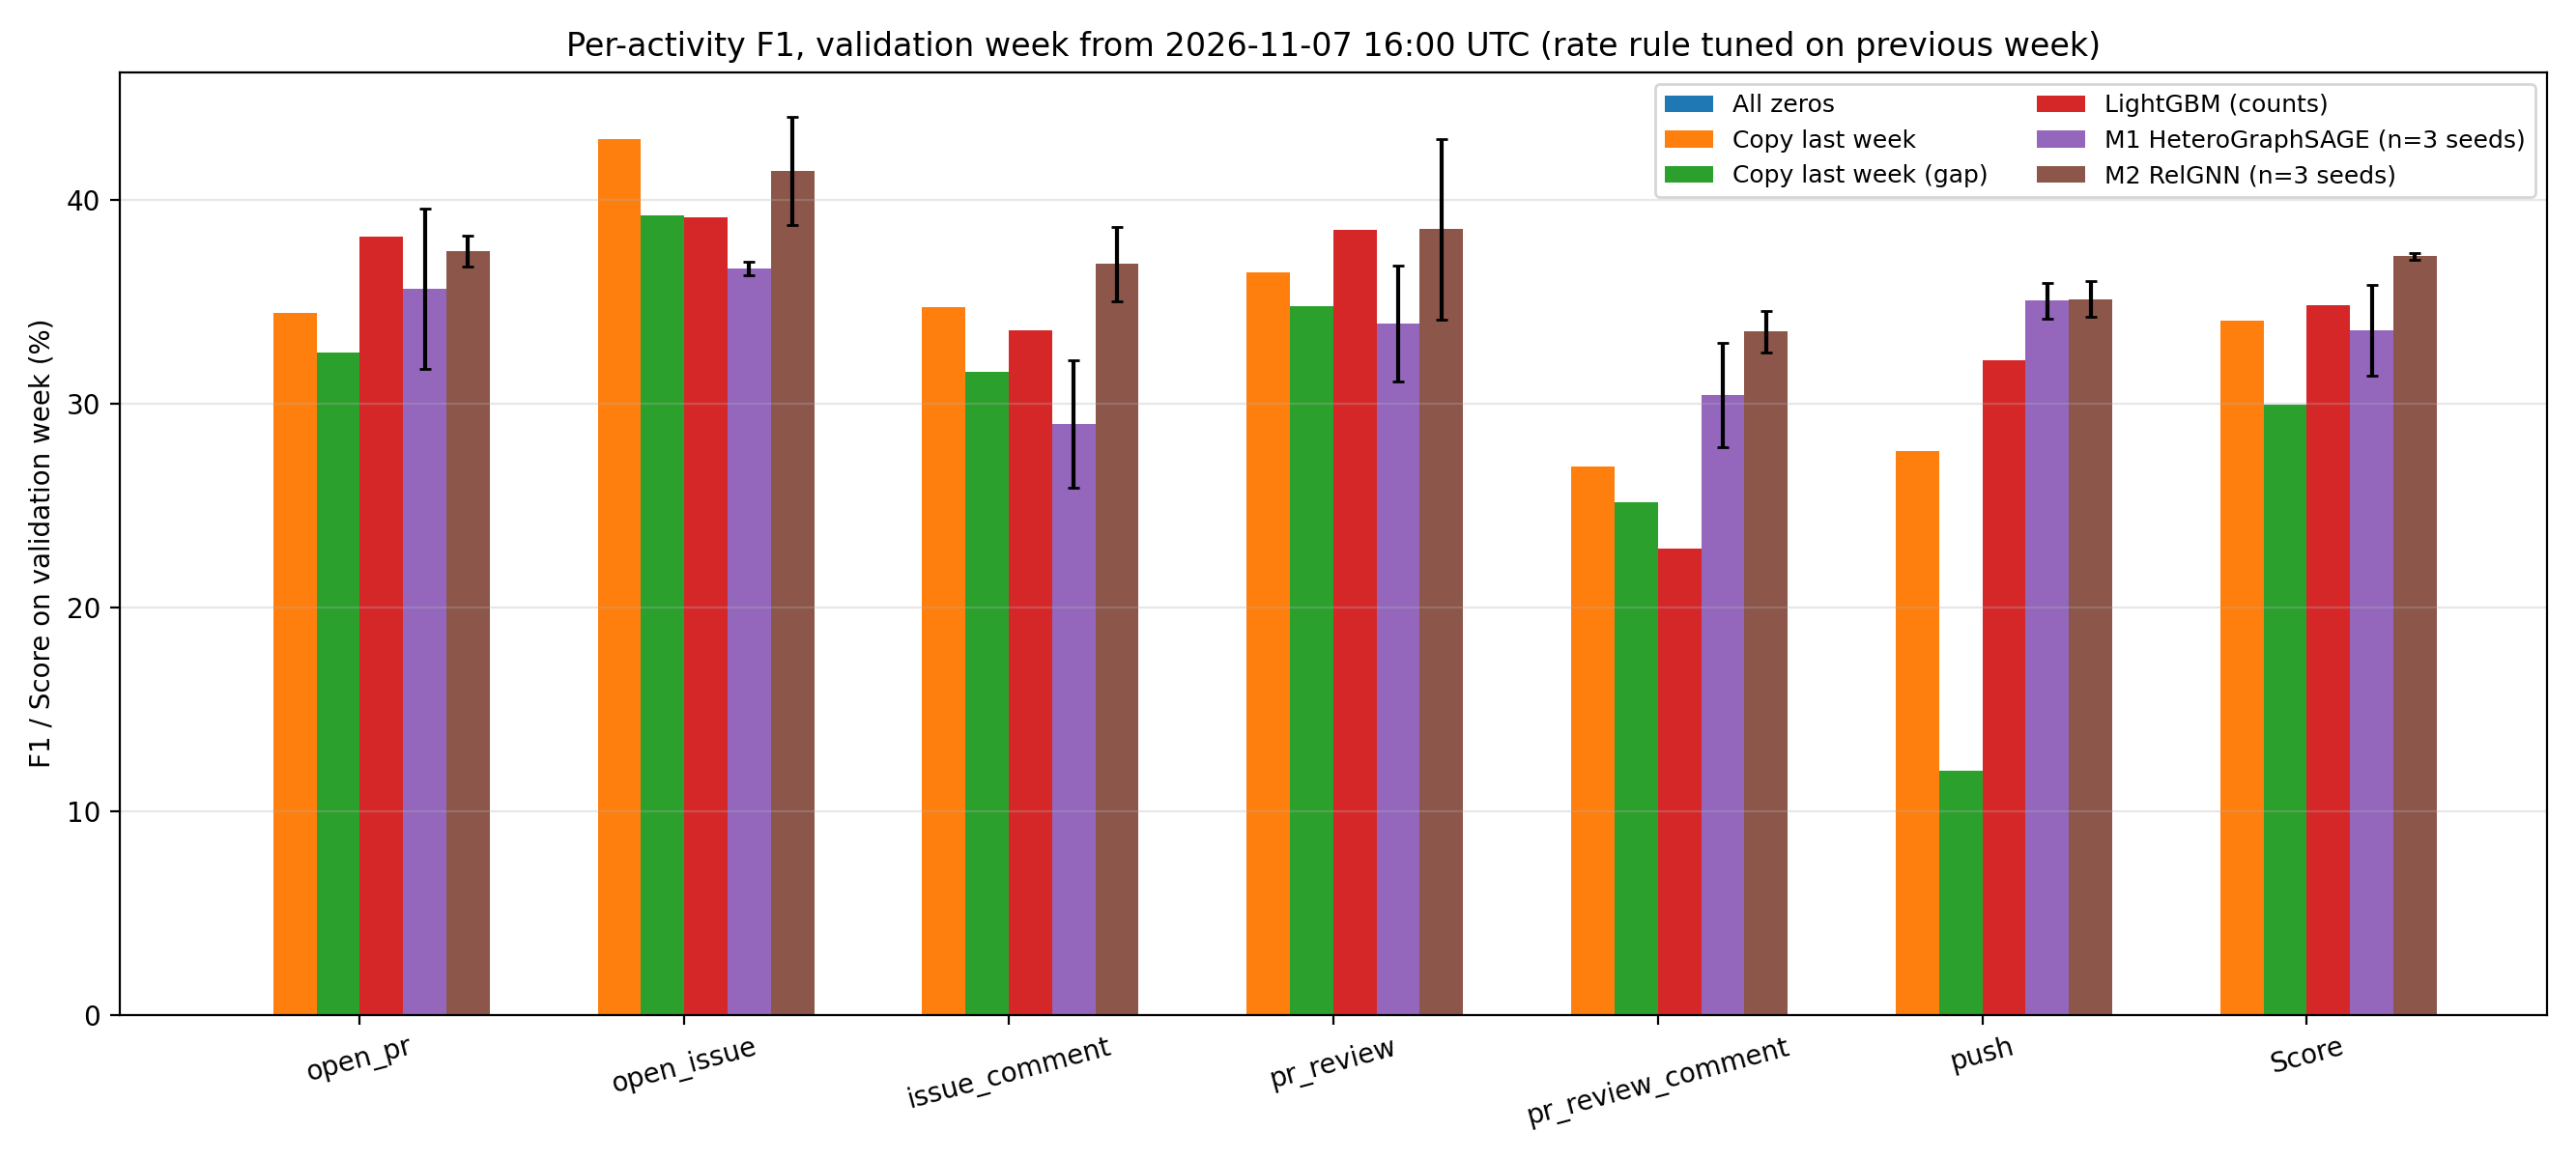 Per-activity F1, validation week from 2026-11-07 16:00 UTC (rate rule tuned on previous week)
All zeros
Copy last week
Copy last week (gap)
LightGBM (counts)
M1 HeteroGraphSAGE (n=3 seeds)
M2 RelGNN (n=3 seeds)
F1 / Score on validation week (%)
40
30
20
10
0
open_pr
open_issue
issue_comment
pr_review
pr_review_comment
push
Score